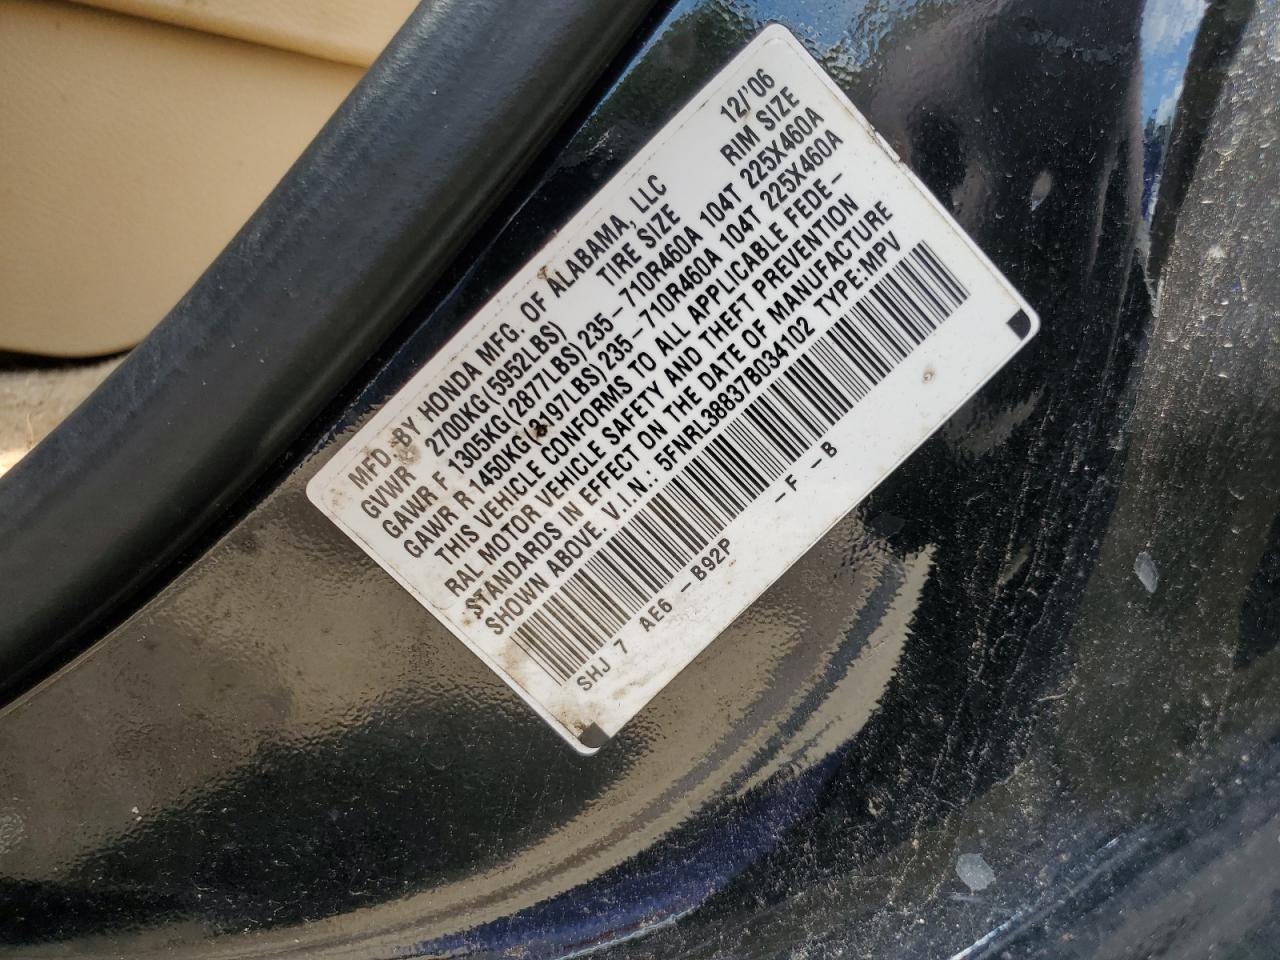 MFD. BY HONDA MFG. OF ALABAMA, LLC 12/'06
GVWR 2700KG(5952LBS) TIRE SIZE RIM SIZE
GAWR F 1305KG(2877LBS)235-710R460A 104T 225X460A
GAWR R 1450KG(3197LBS)235-710R460A 104T 225X460A
THIS VEHICLE CONFORMS TO ALL APPLICABLE FEDE-
RAL MOTOR VEHICLE SAFETY AND THEFT PREVENTION
STANDARDS IN EFFECT ON THE DATE OF MANUFACTURE
SHOWN ABOVE V.I.N.: 5FNRL38837B034102 TYPE:MPV
SHJ 7 AE6 -B92P -F -B